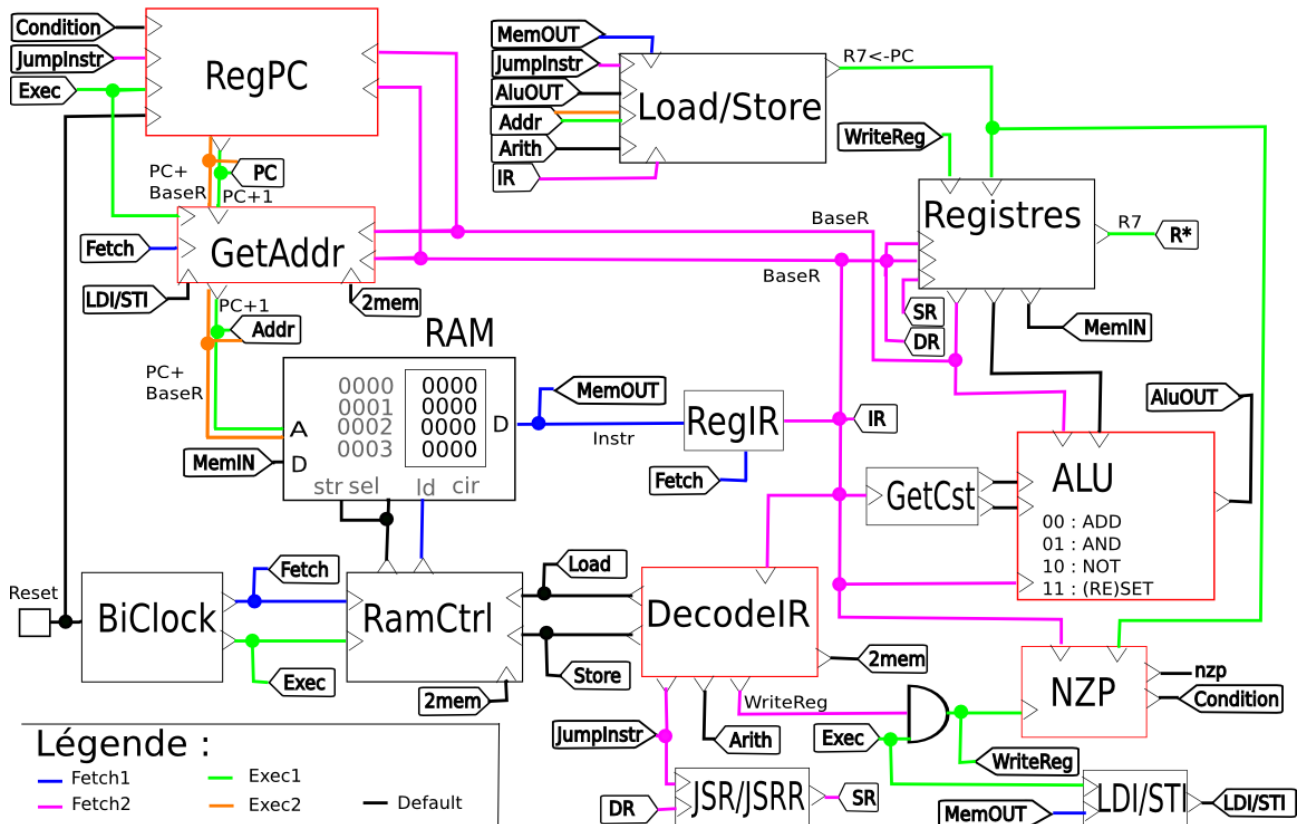 Condition
JumpInstr
Exec
RegPC
PC+
BaseR
PC
PC+1
Fetch
GetAddr
LDI/STI
2mem
PC+1
Addr
PC+
BaseR
MemOUT
JumpInstr
AluOUT
Addr
Arith
IR
Load/Store
R7<-PC
WriteReg
Registres
R7
R*
BaseR
BaseR
SR
DR
MemIN
RAM
0000 0000
0001 0000
0002 0000
0003 0000
A
D
D
str sel ld clr
MemIN
MemOUT
Instr
RegIR
Fetch
IR
GetCst
ALU
00 : ADD
01 : AND
10 : NOT
11 : (RE)SET
AluOUT
Reset
BiClock
Fetch
Exec
RamCtrl
2mem
Load
Store
DecodeIR
2mem
WriteReg
JumpInstr
Arith
Exec
WriteReg
NZP
nzp
Condition
DR
JSR/JSRR
SR
MemOUT
LDI/STI
LDI/STI
Légende :
Fetch1
Exec1
Fetch2
Exec2
Default